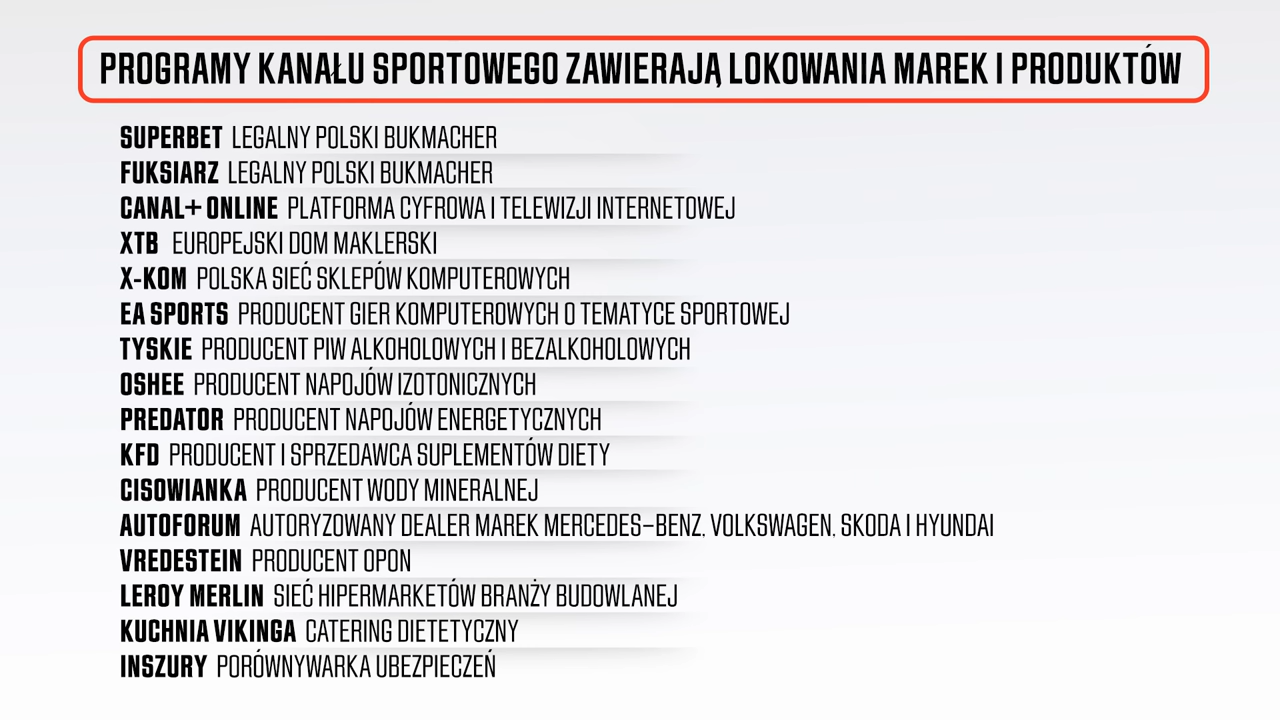 PROGRAMY KANAŁU SPORTOWEGO ZAWIERAJĄ LOKOWANIA MAREK I PRODUKTÓW
SUPERBET LEGALNY POLSKI BUKMACHER
FUKSIARZ LEGALNY POLSKI BUKMACHER
CANAL+ ONLINE PLATFORMA CYFROWA I TELEWIZJI INTERNETOWEJ
XTB EUROPEJSKI DOM MAKLERSKI
X-KOM POLSKA SIEĆ SKLEPÓW KOMPUTEROWYCH
EA SPORTS PRODUCENT GIER KOMPUTEROWYCH O TEMATYCE SPORTOWEJ
TYSKIE PRODUCENT PIW ALKOHOLOWYCH I BEZALKOHOLOWYCH
OSHEE PRODUCENT NAPOJÓW IZOTONICZNYCH
PREDATOR PRODUCENT NAPOJÓW ENERGETYCZNYCH
KFD PRODUCENT I SPRZEDAWCA SUPLEMENTÓW DIETY
CISOWIANKA PRODUCENT WODY MINERALNEJ
AUTOFORUM AUTORYZOWANY DEALER MAREK MERCEDES-BENZ, VOLKSWAGEN, SKODA I HYUNDAI
VREDESTEIN PRODUCENT OPON
LEROY MERLIN SIEĆ HIPERMARKETÓW BRANŻY BUDOWLANEJ
KUCHNIA VIKINGA CATERING DIETETYCZNY
INSZURY PORÓWNYWARKA UBEZPIECZEŃ